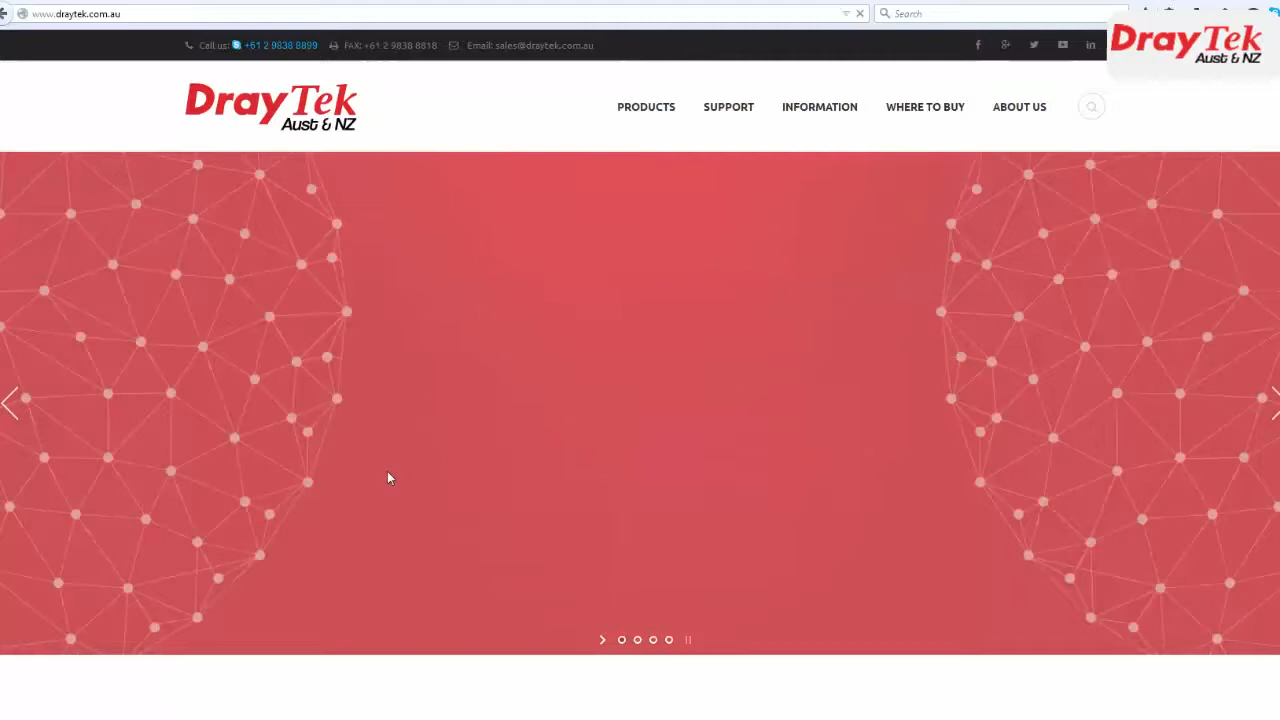 www.draytek.com.au
Search
Call us: +61 2 9838 8899
FAX: +61 2 9838 8818
Email: sales@draytek.com.au
DrayTek
Aust & NZ
DrayTek
Aust & NZ
PRODUCTS
SUPPORT
INFORMATION
WHERE TO BUY
ABOUT US